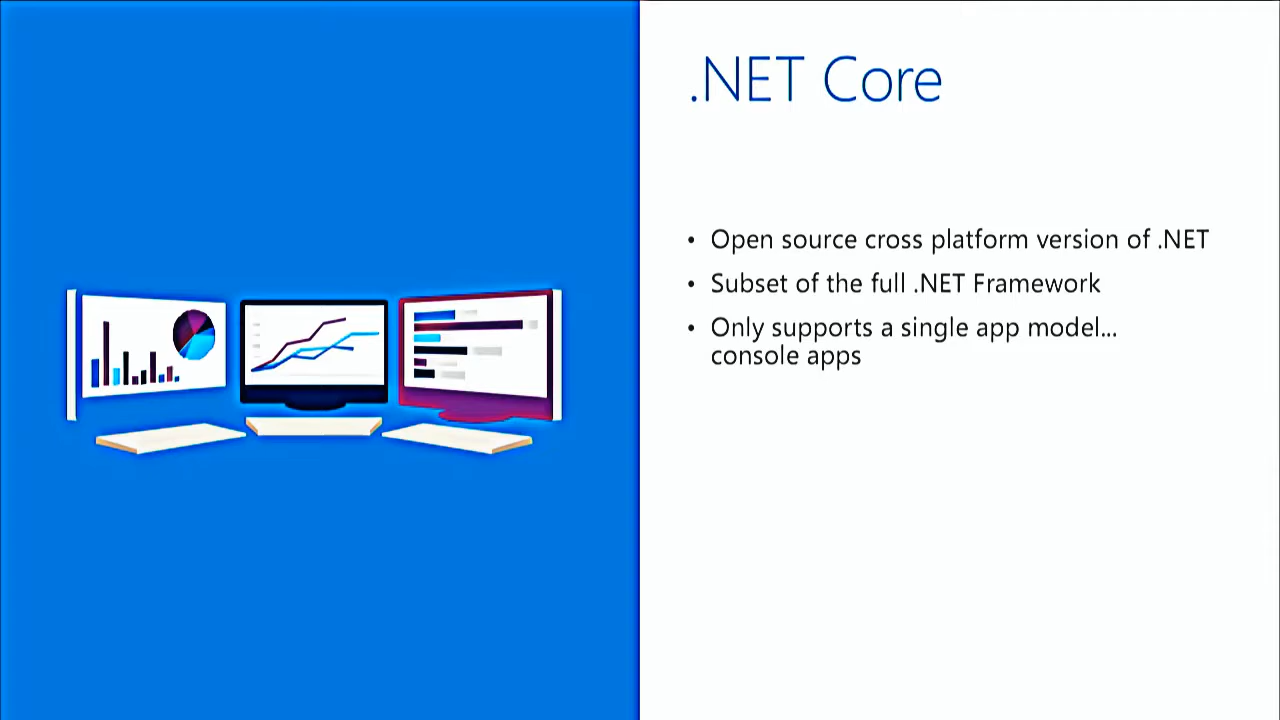 .NET Core
• Open source cross platform version of .NET
• Subset of the full .NET Framework
• Only supports a single app model...
console apps